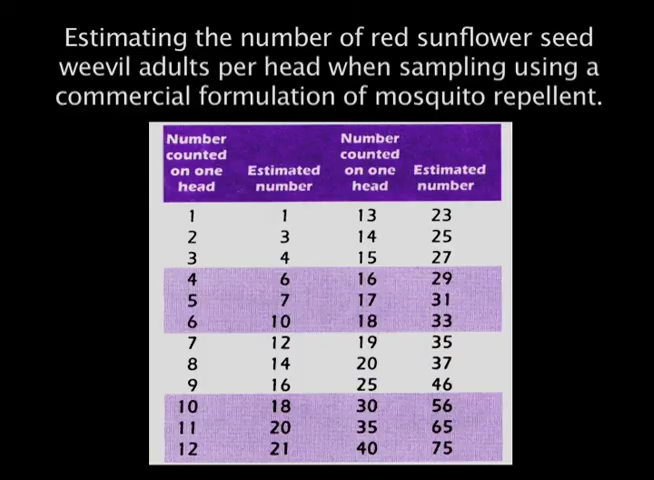 Estimating the number of red sunflower seed
weevil adults per head when sampling using a
commercial formulation of mosquito repellent.
Number counted on one head Estimated number Number counted on one head Estimated number
1 1 13 23
2 3 14 25
3 4 15 27
4 6 16 29
5 7 17 31
6 10 18 33
7 12 19 35
8 14 20 37
9 16 25 46
10 18 30 56
11 20 35 65
12 21 40 75